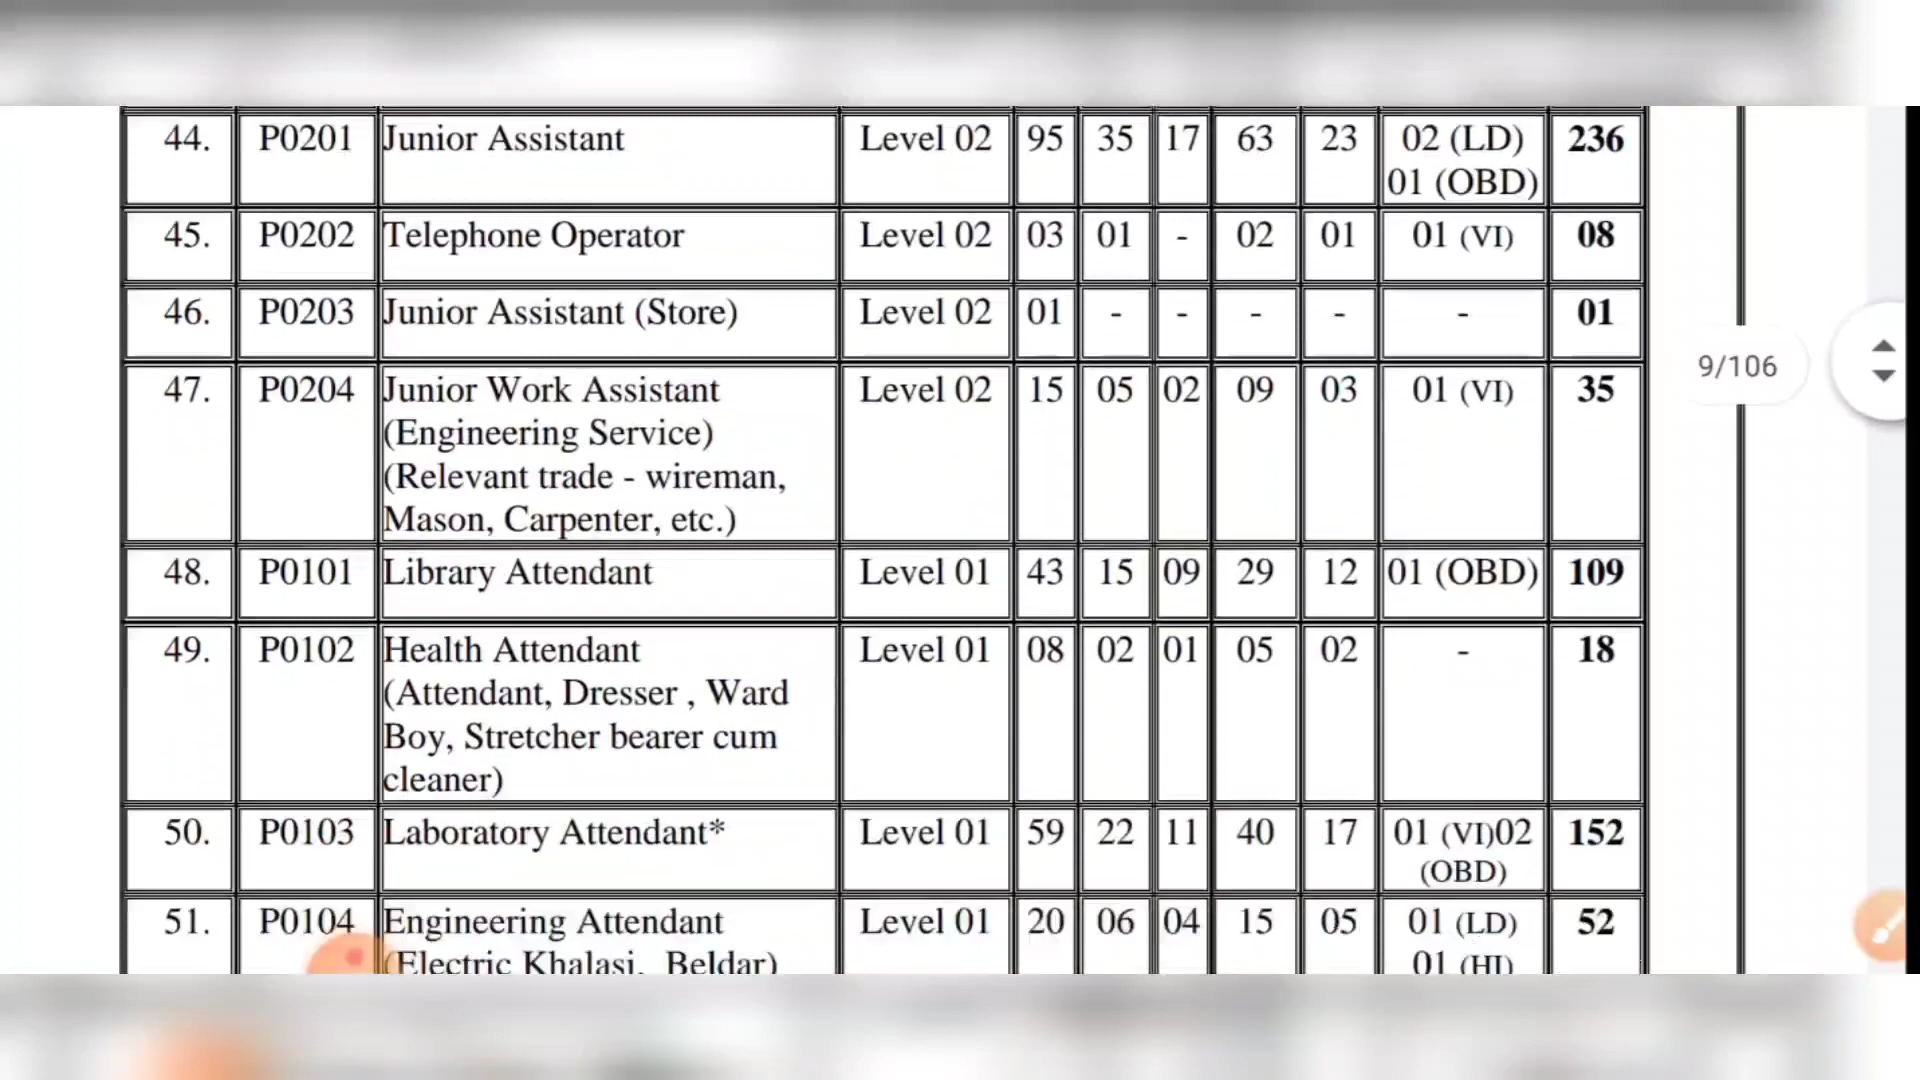 44. P0201 Junior Assistant Level 02 95 35 17 63 23 02 (LD) 236
01 (OBD)
45. P0202 Telephone Operator Level 02 03 01 - 02 01 01 (VI) 08
46. P0203 Junior Assistant (Store) Level 02 01 - - - - - 01
9/106
47. P0204 Junior Work Assistant Level 02 15 05 02 09 03 01 (VI) 35
(Engineering Service)
(Relevant trade - wireman,
Mason, Carpenter, etc.)
48. P0101 Library Attendant Level 01 43 15 09 29 12 01 (OBD) 109
49. P0102 Health Attendant Level 01 08 02 01 05 02 - 18
(Attendant, Dresser , Ward
Boy, Stretcher bearer cum
cleaner)
50. P0103 Laboratory Attendant* Level 01 59 22 11 40 17 01 (VI)02 152
(OBD)
51. P0104 Engineering Attendant Level 01 20 06 04 15 05 01 (LD) 52
(Electric Khalasi, Beldar) 01 (HI)